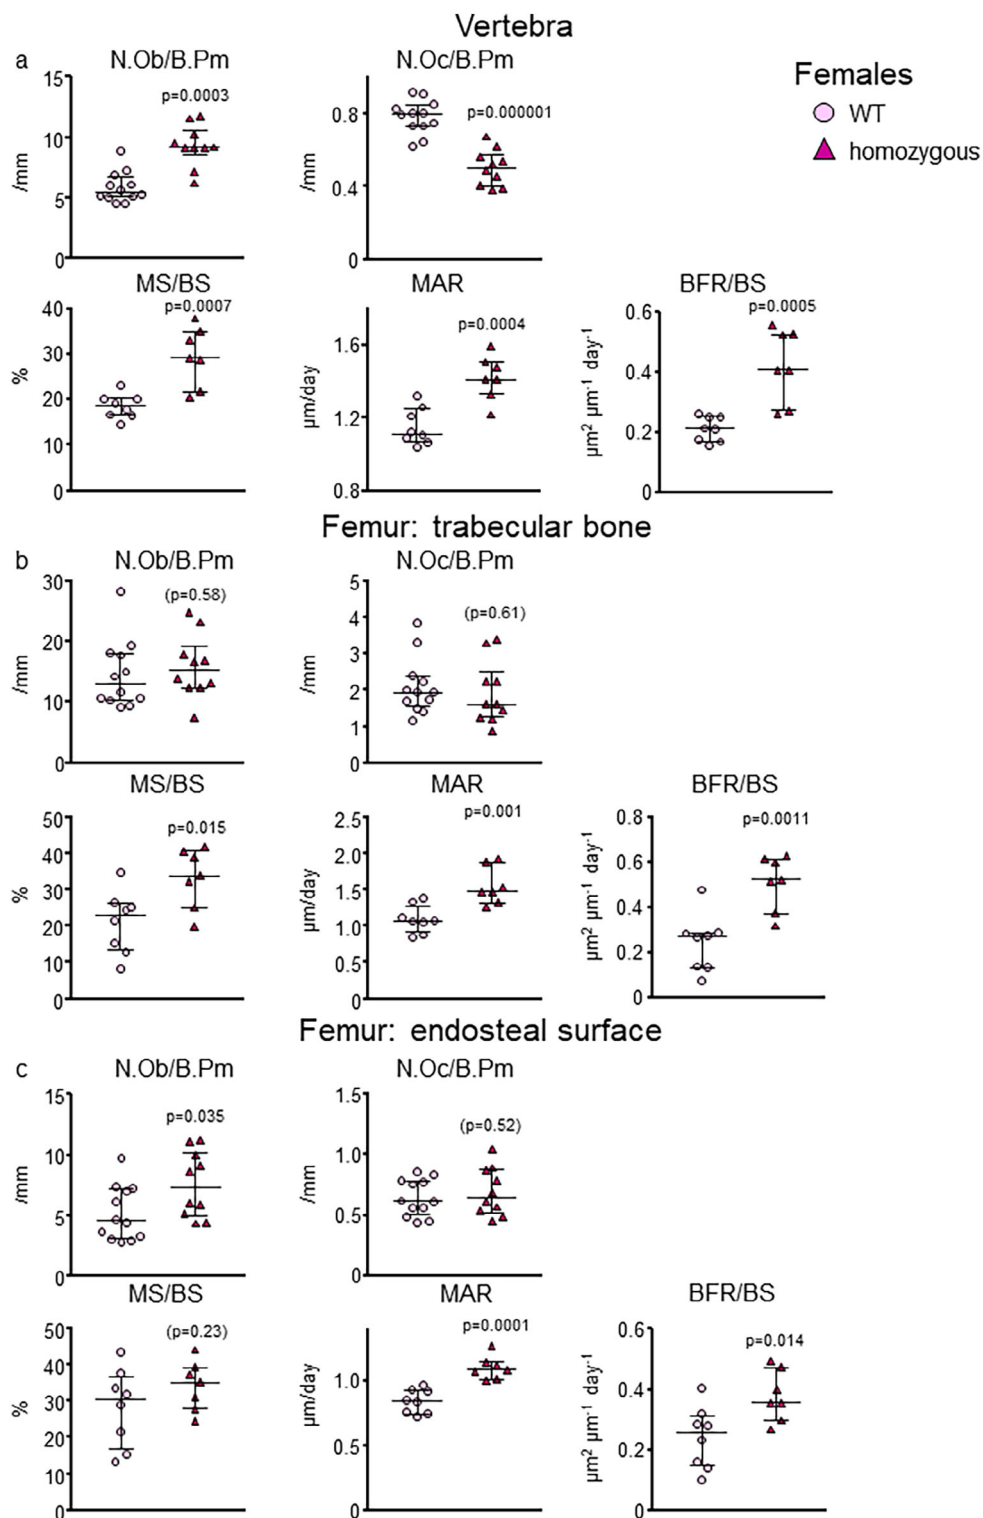 Vertebra
a
N.Ob/B.Pm
N.Oc/B.Pm
Females
WT
homozygous
15
10
5
0
/mm
p=0.0003
0.8
0.4
0
/mm
p=0.000001
MS/BS
MAR
BFR/BS
40
30
20
10
0
%
p=0.0007
1.6
1.2
0.8
µm/day
p=0.0004
0.6
0.4
0.2
0
µm² µm⁻¹ day⁻¹
p=0.0005
Femur: trabecular bone
b
N.Ob/B.Pm
N.Oc/B.Pm
30
20
10
0
/mm
(p=0.58)
5
4
3
2
1
0
/mm
(p=0.61)
MS/BS
MAR
BFR/BS
50
40
30
20
10
0
%
p=0.015
2.5
2.0
1.5
1.0
0.5
0
µm/day
p=0.001
0.8
0.6
0.4
0.2
0
µm² µm⁻¹ day⁻¹
p=0.0011
Femur: endosteal surface
c
N.Ob/B.Pm
N.Oc/B.Pm
15
10
5
0
/mm
p=0.035
1.5
1.0
0.5
0
/mm
(p=0.52)
MS/BS
MAR
BFR/BS
50
40
30
20
10
0
%
(p=0.23)
1.0
0.5
0
µm/day
p=0.0001
0.6
0.4
0.2
0
µm² µm⁻¹ day⁻¹
p=0.014